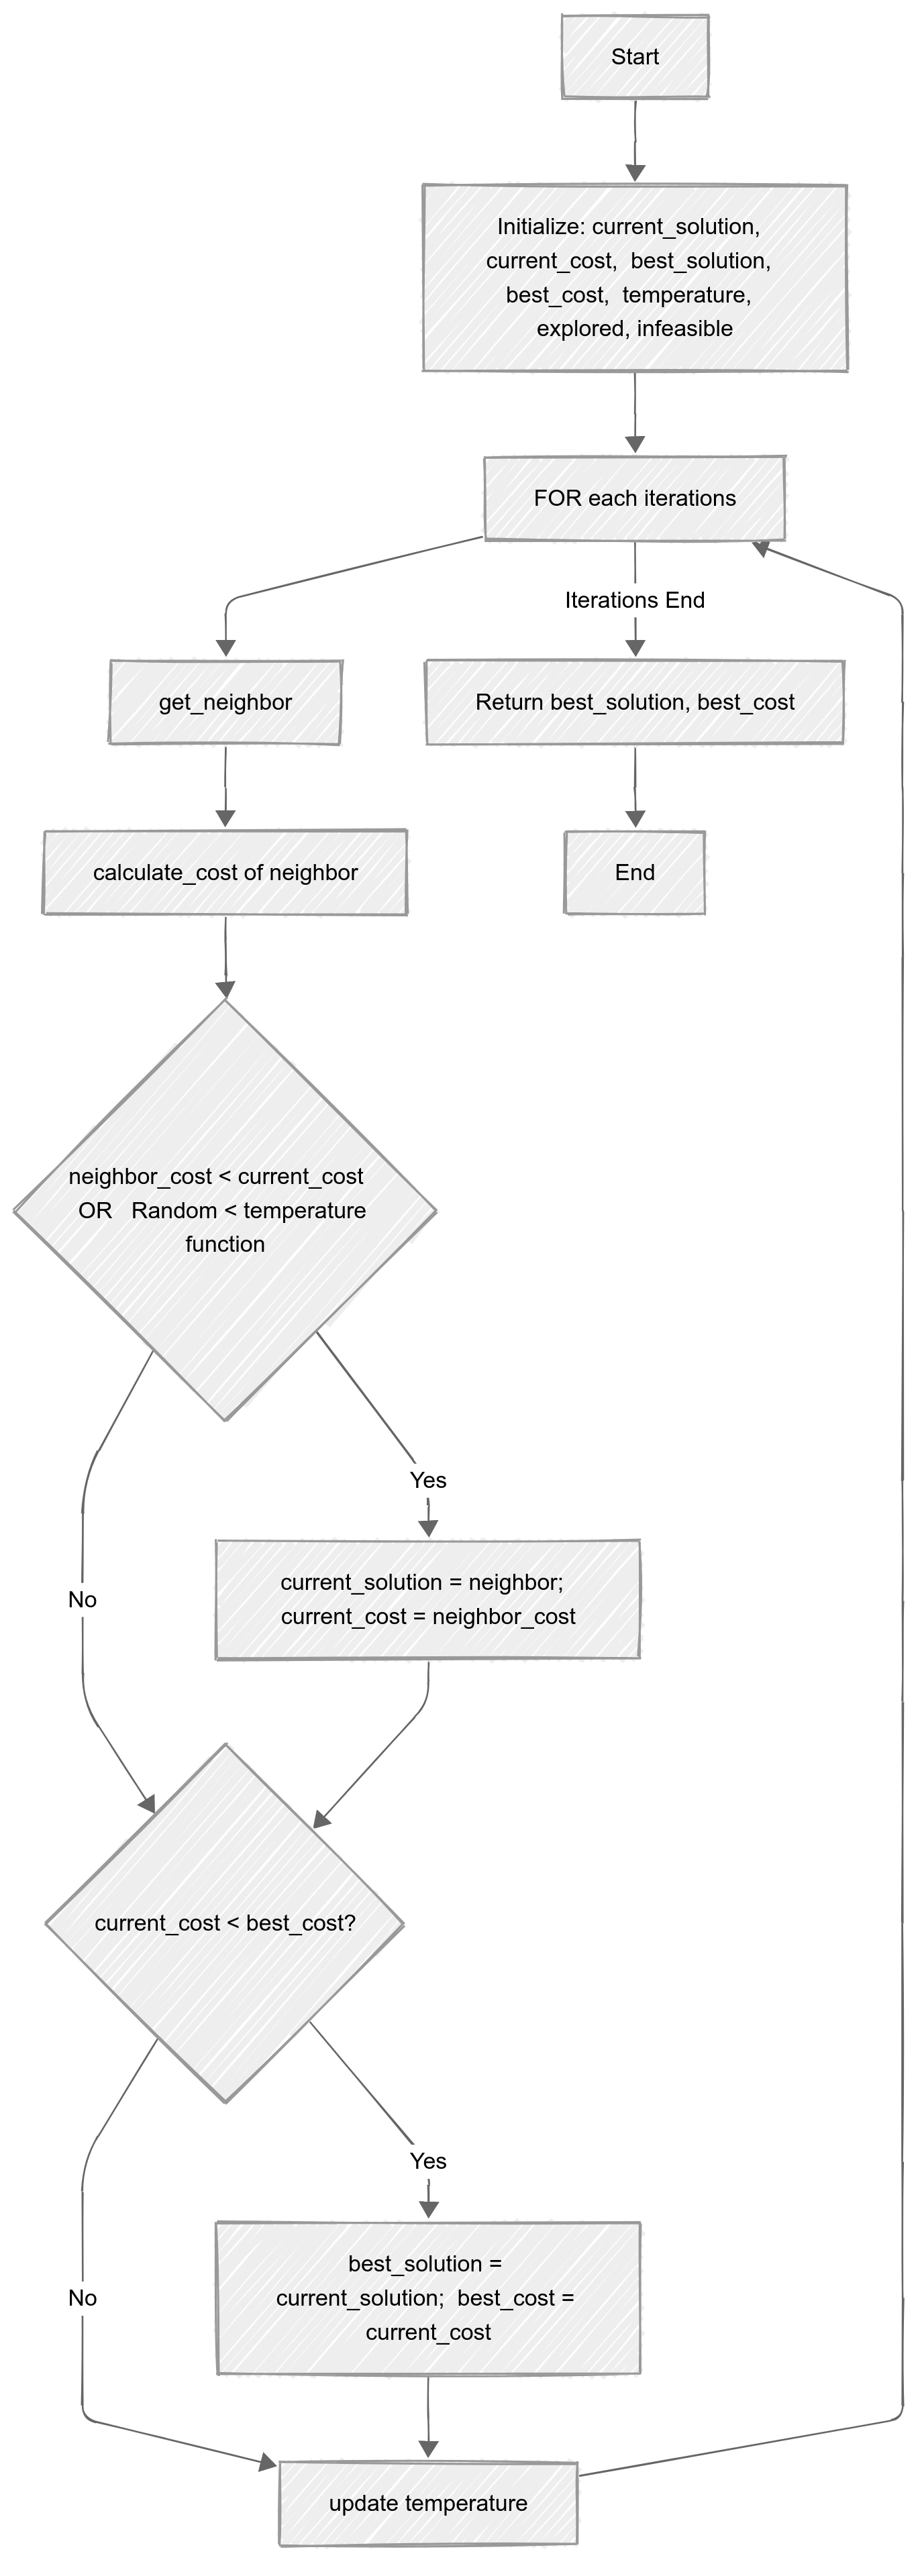 Start
Initialize: current_solution,
current_cost,  best_solution,
best_cost,  temperature,
explored, infeasible
FOR each iterations
Iterations End
get_neighbor
Return best_solution, best_cost
calculate_cost of neighbor
End
neighbor_cost < current_cost
OR   Random < temperature
function
Yes
No
current_solution = neighbor;
current_cost = neighbor_cost
current_cost < best_cost?
Yes
No
best_solution =
current_solution;  best_cost =
current_cost
update temperature